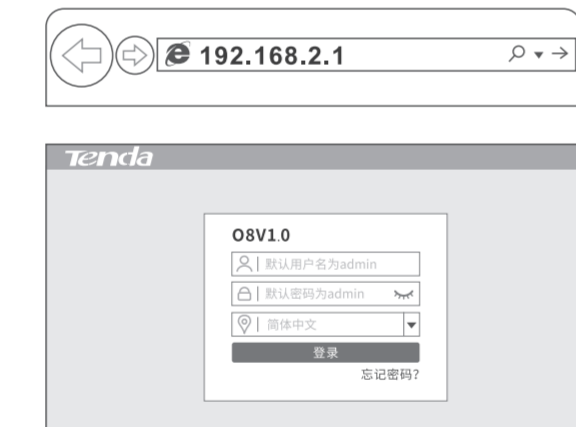 192.168.2.1
Tenda
O8V1.0
默认用户名为admin
默认密码为admin
简体中文
登录
忘记密码?